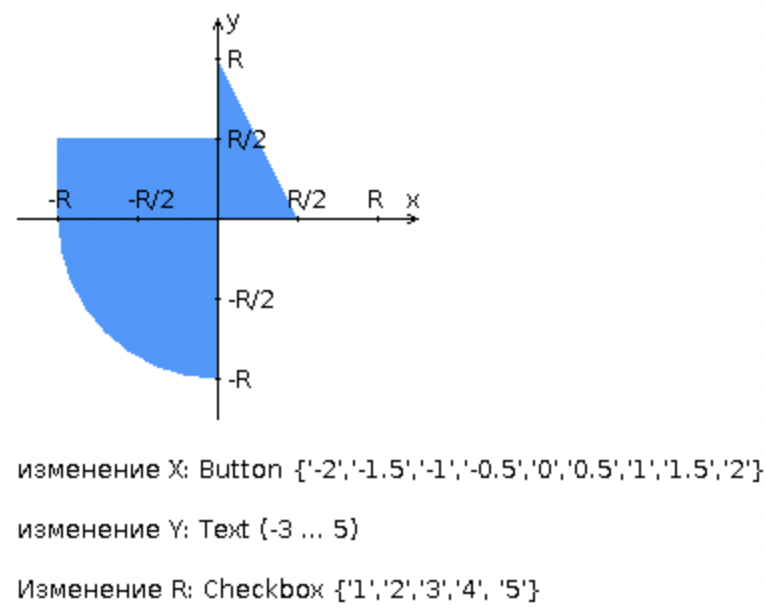 y
R
R/2
-R -R/2 R/2 R x
-R/2
-R
изменение X: Button {'-2','-1.5','-1','-0.5','0','0.5','1','1.5','2'}
изменение Y: Text (-3 ... 5)
Изменение R: Checkbox {'1','2','3','4', '5'}